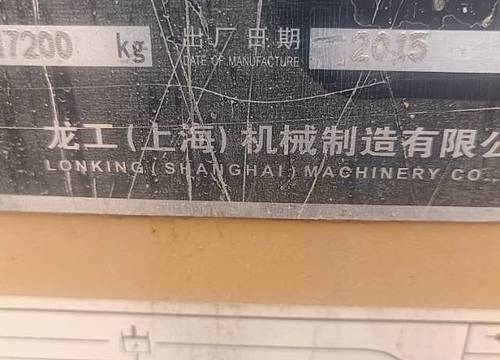 17200 kg 出厂日期 2015
DATE OF MANUFACTURE
龙工(上海)机械制造有限公
LONKING(SHANGHAI)MACHINERY CO.,
中